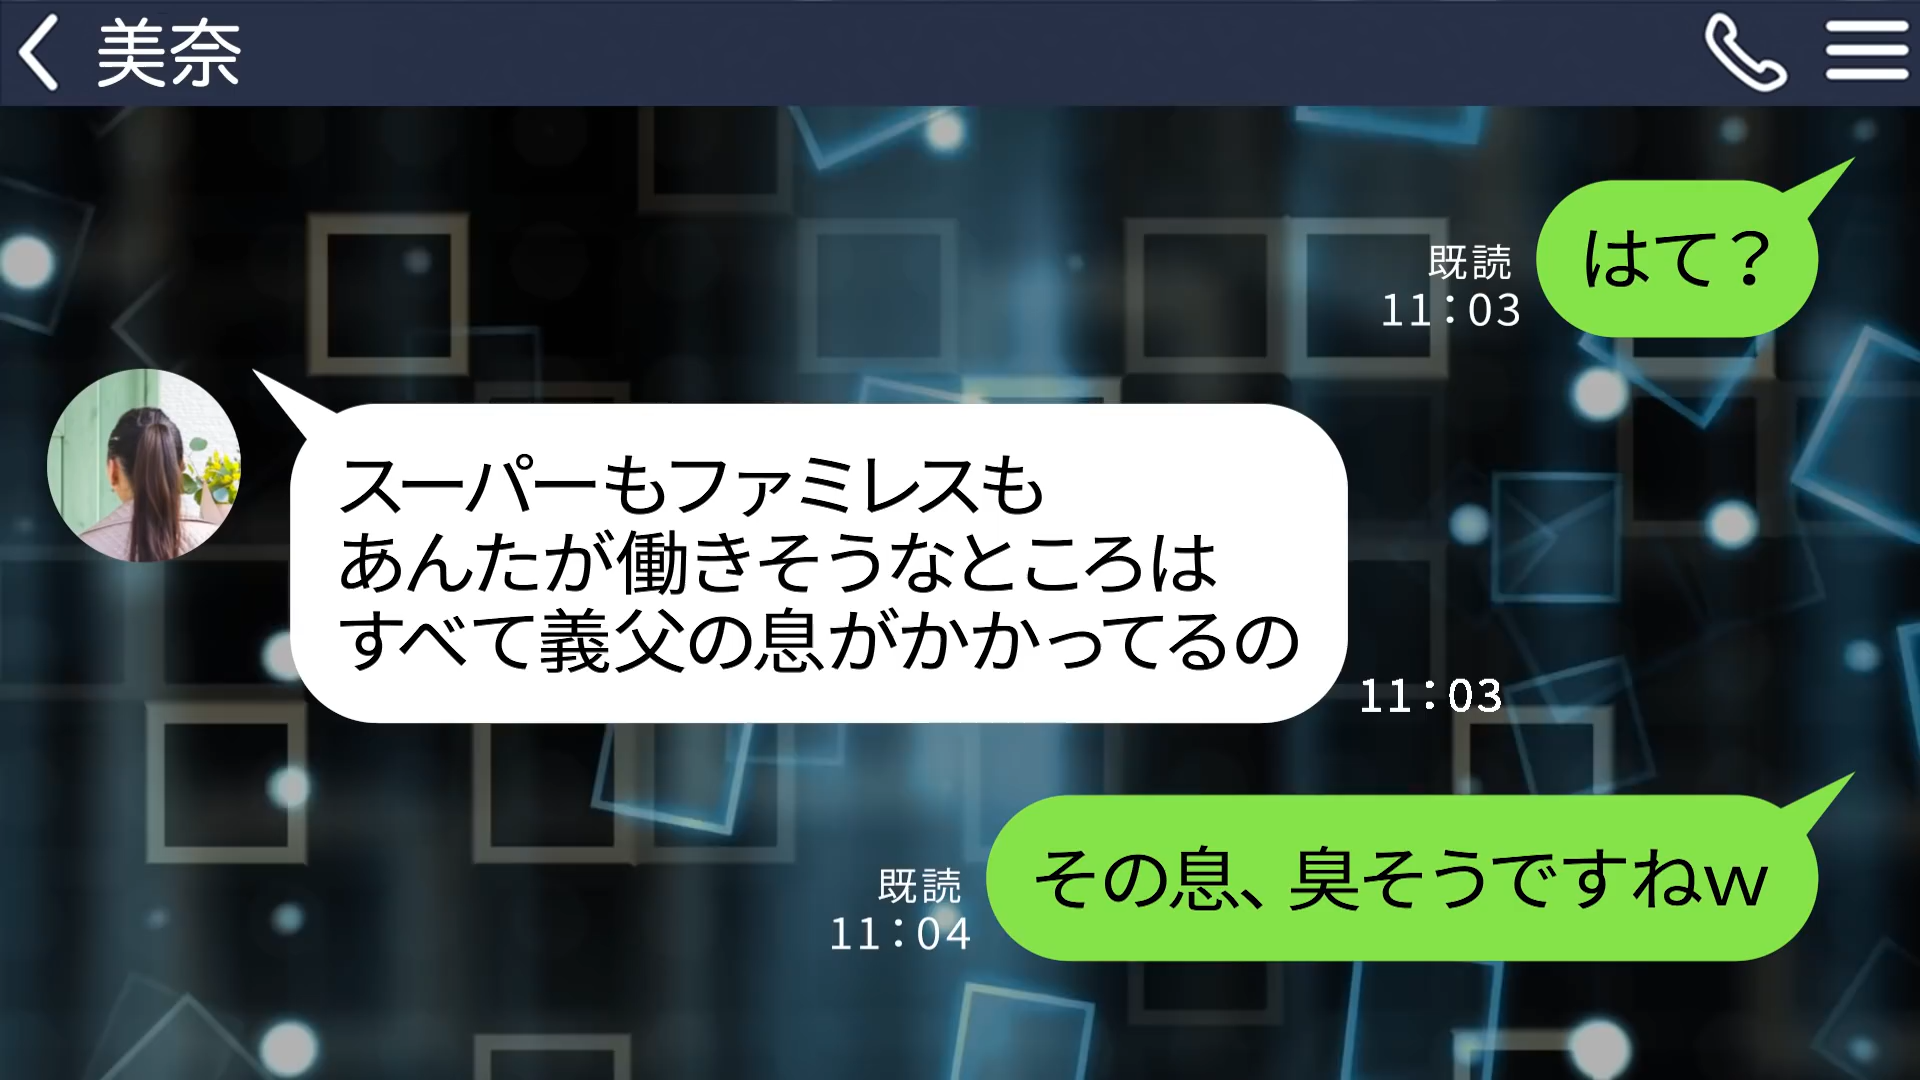 美奈
はて？
既読
11：03
スーパーもファミレスも
あんたが働きそうなところは
すべて義父の息がかかってるの
11：03
その息、臭そうですねｗ
既読
11：04